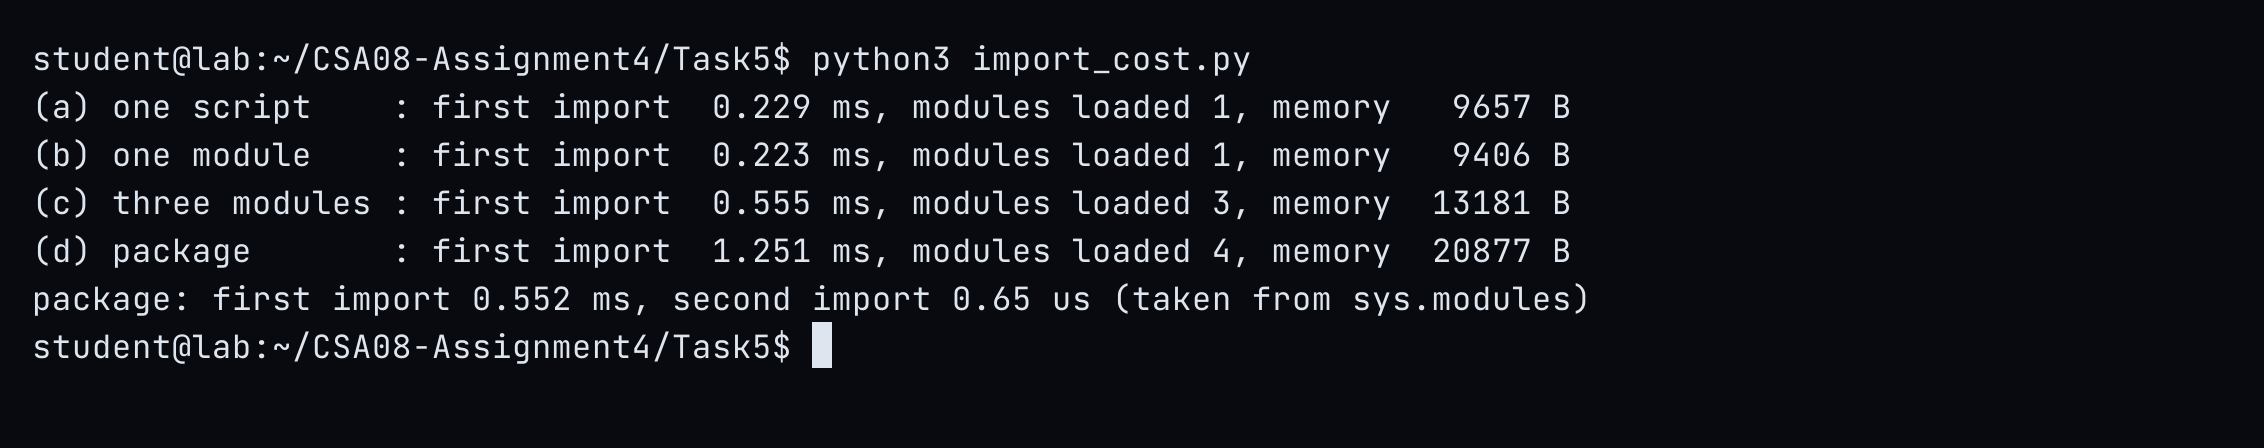 student@lab:~/CSA08-Assignment4/Task5$ python3 import_cost.py
(a) one script    : first import  0.229 ms, modules loaded 1, memory   9657 B
(b) one module    : first import  0.223 ms, modules loaded 1, memory   9406 B
(c) three modules : first import  0.555 ms, modules loaded 3, memory  13181 B
(d) package       : first import  1.251 ms, modules loaded 4, memory  20877 B
package: first import 0.552 ms, second import 0.65 us (taken from sys.modules)
student@lab:~/CSA08-Assignment4/Task5$